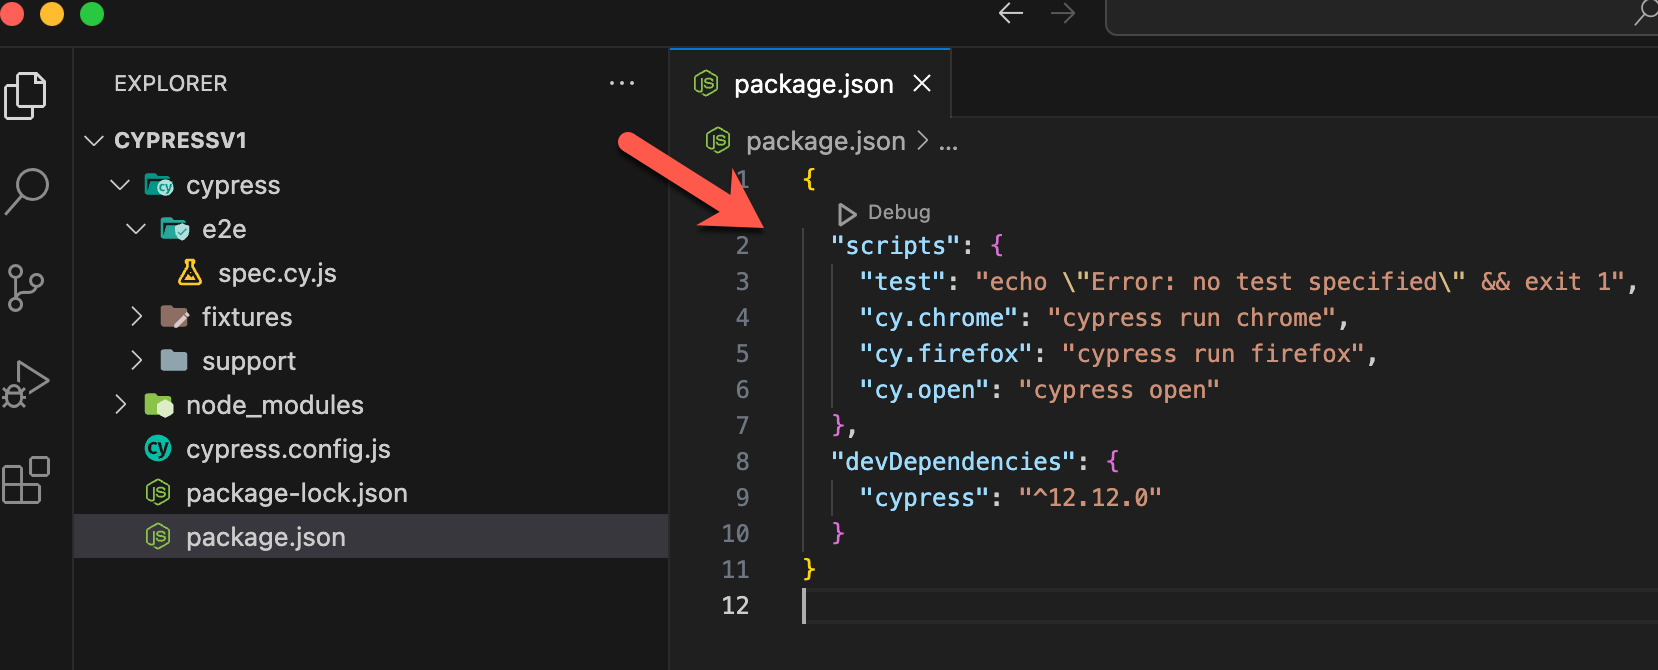 EXPLORER
...
CYPRESSV1
cypress
e2e
spec.cy.js
fixtures
support
node_modules
cypress.config.js
package-lock.json
package.json
package.json
package.json > ...
1 {
Debug
2 "scripts": {
3 "test": "echo \"Error: no test specified\" && exit 1",
4 "cy.chrome": "cypress run chrome",
5 "cy.firefox": "cypress run firefox",
6 "cy.open": "cypress open"
7 },
8 "devDependencies": {
9 "cypress": "^12.12.0"
10 }
11 }
12